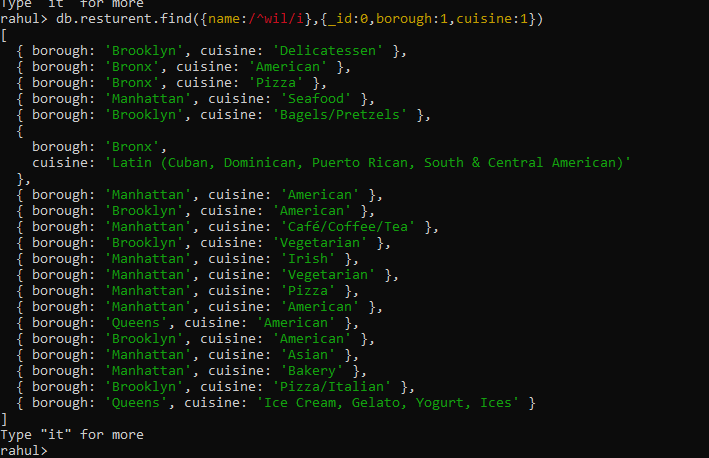 Type "it" for more
rahul> db.resturent.find({name:/^wil/i},{_id:0,borough:1,cuisine:1})
[
  { borough: 'Brooklyn', cuisine: 'Delicatessen' },
  { borough: 'Bronx', cuisine: 'American' },
  { borough: 'Bronx', cuisine: 'Pizza' },
  { borough: 'Manhattan', cuisine: 'Seafood' },
  { borough: 'Brooklyn', cuisine: 'Bagels/Pretzels' },
  {
    borough: 'Bronx',
    cuisine: 'Latin (Cuban, Dominican, Puerto Rican, South & Central American)'
  },
  { borough: 'Manhattan', cuisine: 'American' },
  { borough: 'Brooklyn', cuisine: 'American' },
  { borough: 'Manhattan', cuisine: 'Café/Coffee/Tea' },
  { borough: 'Brooklyn', cuisine: 'Vegetarian' },
  { borough: 'Manhattan', cuisine: 'Irish' },
  { borough: 'Manhattan', cuisine: 'Vegetarian' },
  { borough: 'Manhattan', cuisine: 'Pizza' },
  { borough: 'Manhattan', cuisine: 'American' },
  { borough: 'Queens', cuisine: 'American' },
  { borough: 'Brooklyn', cuisine: 'American' },
  { borough: 'Manhattan', cuisine: 'Asian' },
  { borough: 'Manhattan', cuisine: 'Bakery' },
  { borough: 'Brooklyn', cuisine: 'Pizza/Italian' },
  { borough: 'Queens', cuisine: 'Ice Cream, Gelato, Yogurt, Ices' }
]
Type "it" for more
rahul>